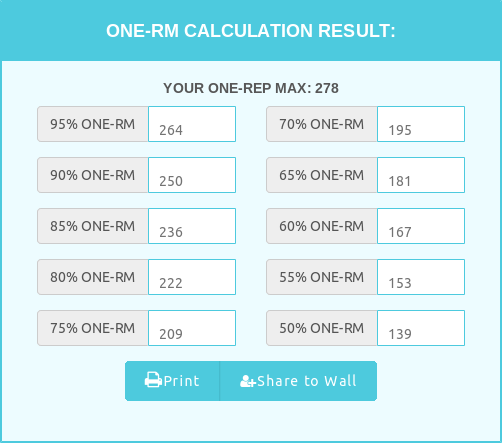 ONE-RM CALCULATION RESULT:
YOUR ONE-REP MAX: 278
95% ONE-RM 264 70% ONE-RM 195
90% ONE-RM 250 65% ONE-RM 181
85% ONE-RM 236 60% ONE-RM 167
80% ONE-RM 222 55% ONE-RM 153
75% ONE-RM 209 50% ONE-RM 139
Print Share to Wall